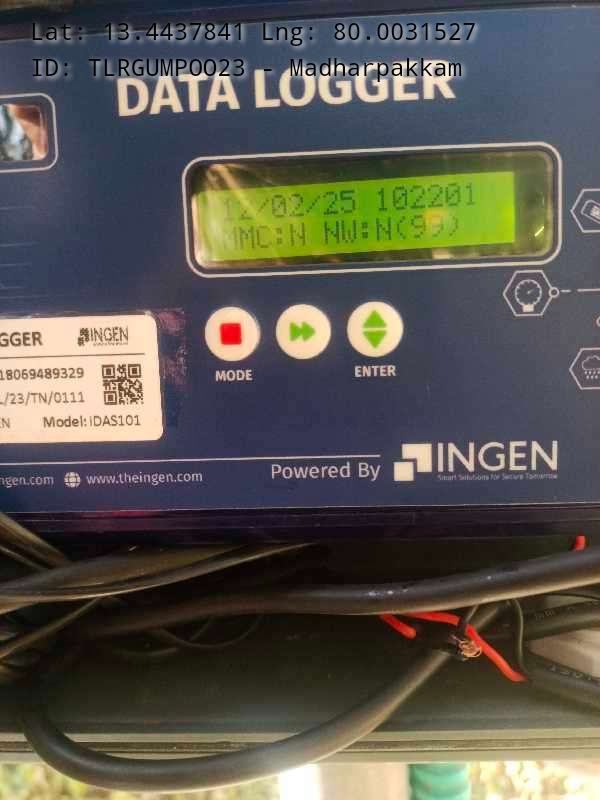 Lat: 13.4437841 Lng: 80.0031527
ID: TLRGUMP0023 - Madharpakkam
DATA LOGGER
12/02/25 102201
MMC:N NW:N(99)
MODE
ENTER
GGER INGEN
18069489329
/23/TN/0111
EN Model: IDAS101
ngen.com www.theingen.com
Powered By INGEN
Smart Solutions for Secure Tomorrow